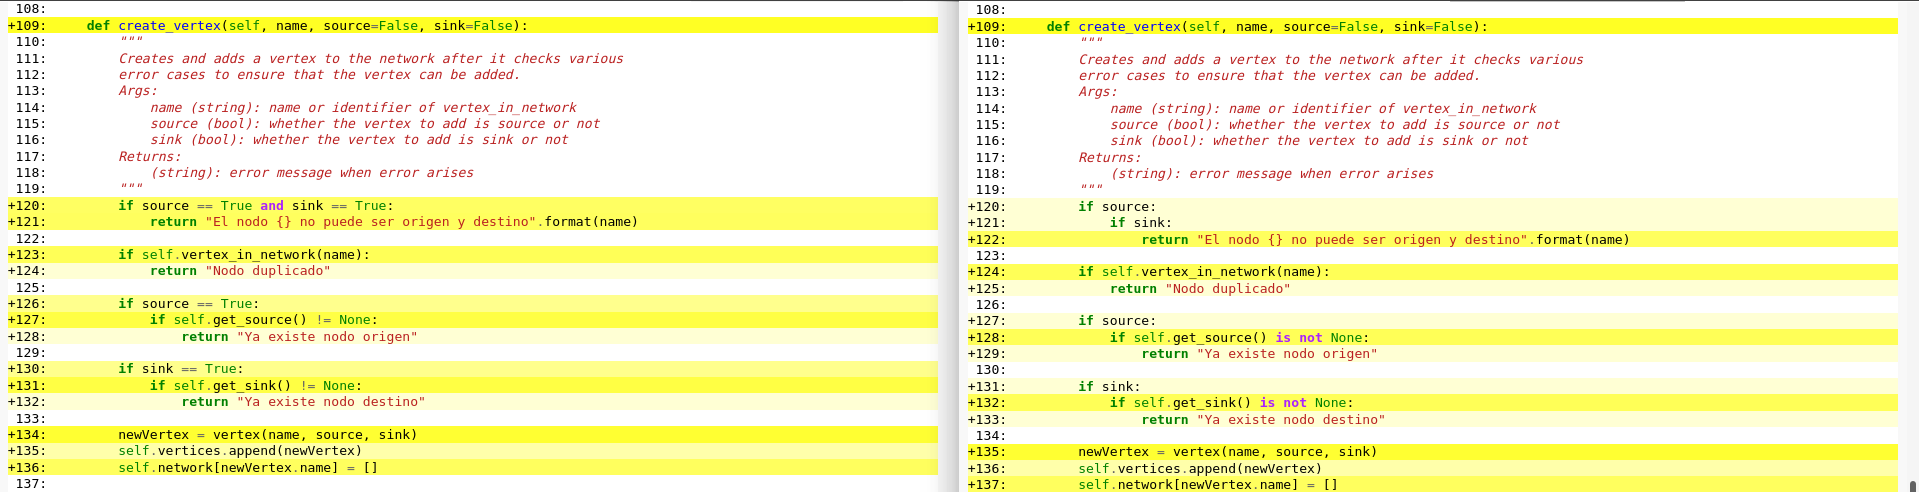 108:
+109:     def create_vertex(self, name, source=False, sink=False):
110:         """
111:         Creates and adds a vertex to the network after it checks various
112:         error cases to ensure that the vertex can be added.
113:         Args:
114:             name (string): name or identifier of vertex_in_network
115:             source (bool): whether the vertex to add is source or not
116:             sink (bool): whether the vertex to add is sink or not
117:         Returns:
118:             (string): error message when error arises
119:         """
+120:         if source == True and sink == True:
+121:             return "El nodo {} no puede ser origen y destino".format(name)
122:
+123:         if self.vertex_in_network(name):
+124:             return "Nodo duplicado"
125:
+126:         if source == True:
+127:             if self.get_source() != None:
+128:                 return "Ya existe nodo origen"
129:
+130:         if sink == True:
+131:             if self.get_sink() != None:
+132:                 return "Ya existe nodo destino"
133:
+134:         newVertex = vertex(name, source, sink)
+135:         self.vertices.append(newVertex)
+136:         self.network[newVertex.name] = []
137:
108:
+109:     def create_vertex(self, name, source=False, sink=False):
110:         """
111:         Creates and adds a vertex to the network after it checks various
112:         error cases to ensure that the vertex can be added.
113:         Args:
114:             name (string): name or identifier of vertex_in_network
115:             source (bool): whether the vertex to add is source or not
116:             sink (bool): whether the vertex to add is sink or not
117:         Returns:
118:             (string): error message when error arises
119:         """
+120:         if source:
+121:             if sink:
+122:                 return "El nodo {} no puede ser origen y destino".format(name)
123:
+124:         if self.vertex_in_network(name):
+125:             return "Nodo duplicado"
126:
+127:         if source:
+128:             if self.get_source() is not None:
+129:                 return "Ya existe nodo origen"
130:
+131:         if sink:
+132:             if self.get_sink() is not None:
+133:                 return "Ya existe nodo destino"
134:
+135:         newVertex = vertex(name, source, sink)
+136:         self.vertices.append(newVertex)
+137:         self.network[newVertex.name] = []